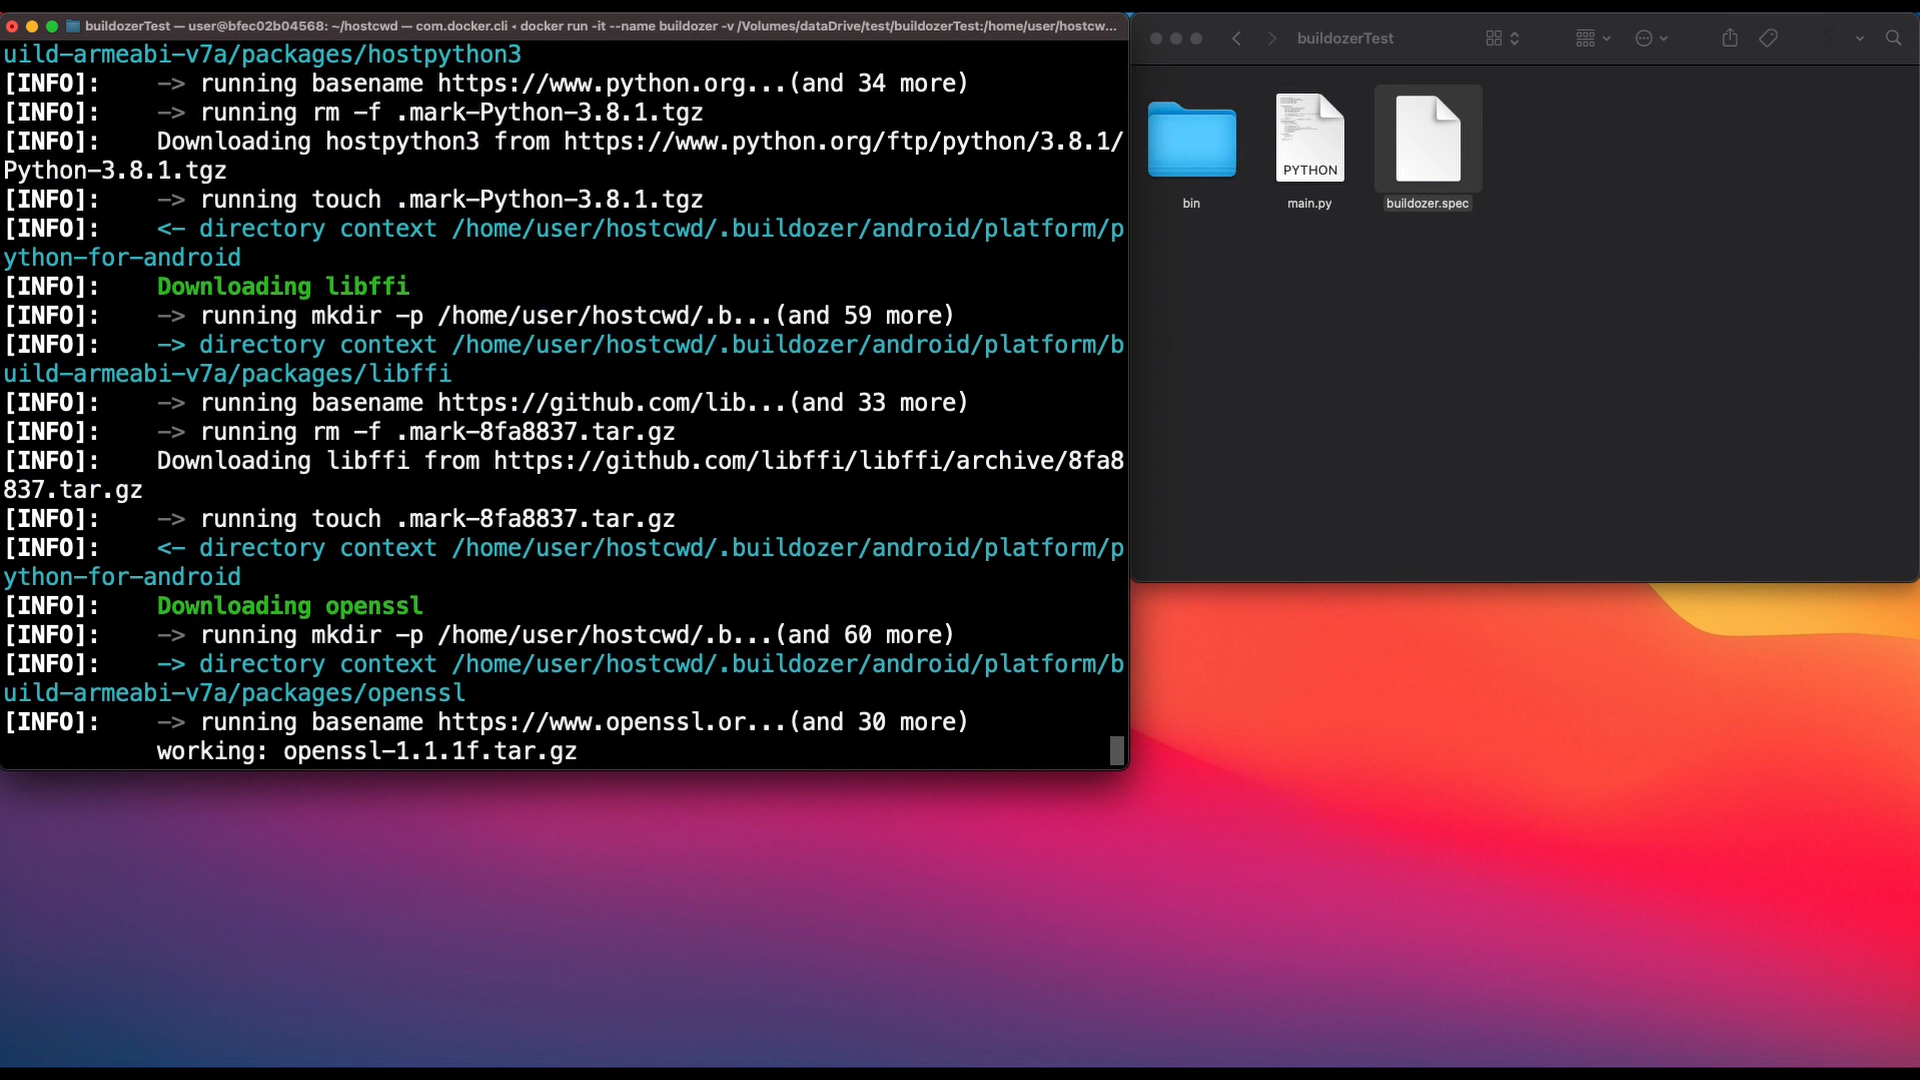 buildozerTest — user@bfec02b04568: ~/hostcwd — com.docker.cli ◂ docker run -it --name buildozer -v /Volumes/dataDrive/test/buildozerTest:/home/user/hostcw...
uild-armeabi-v7a/packages/hostpython3
[INFO]:    -> running basename https://www.python.org...(and 34 more)
[INFO]:    -> running rm -f .mark-Python-3.8.1.tgz
[INFO]:    Downloading hostpython3 from https://www.python.org/ftp/python/3.8.1/
Python-3.8.1.tgz
[INFO]:    -> running touch .mark-Python-3.8.1.tgz
[INFO]:    <- directory context /home/user/hostcwd/.buildozer/android/platform/p
ython-for-android
[INFO]:    Downloading libffi
[INFO]:    -> running mkdir -p /home/user/hostcwd/.b...(and 59 more)
[INFO]:    -> directory context /home/user/hostcwd/.buildozer/android/platform/b
uild-armeabi-v7a/packages/libffi
[INFO]:    -> running basename https://github.com/lib...(and 33 more)
[INFO]:    -> running rm -f .mark-8fa8837.tar.gz
[INFO]:    Downloading libffi from https://github.com/libffi/libffi/archive/8fa8
837.tar.gz
[INFO]:    -> running touch .mark-8fa8837.tar.gz
[INFO]:    <- directory context /home/user/hostcwd/.buildozer/android/platform/p
ython-for-android
[INFO]:    Downloading openssl
[INFO]:    -> running mkdir -p /home/user/hostcwd/.b...(and 60 more)
[INFO]:    -> directory context /home/user/hostcwd/.buildozer/android/platform/b
uild-armeabi-v7a/packages/openssl
[INFO]:    -> running basename https://www.openssl.or...(and 30 more)
           working: openssl-1.1.1f.tar.gz
buildozerTest
PYTHON
bin
main.py
buildozer.spec